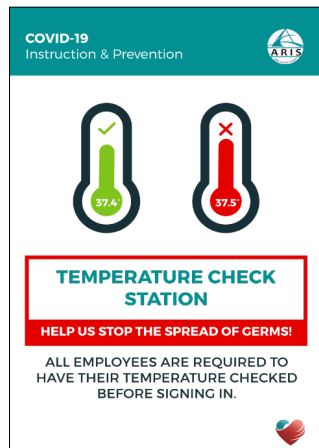 COVID-19
Instruction & Prevention
ARIS
37.4°
37.5°
TEMPERATURE CHECK
STATION
HELP US STOP THE SPREAD OF GERMS!
ALL EMPLOYEES ARE REQUIRED TO
HAVE THEIR TEMPERATURE CHECKED
BEFORE SIGNING IN.